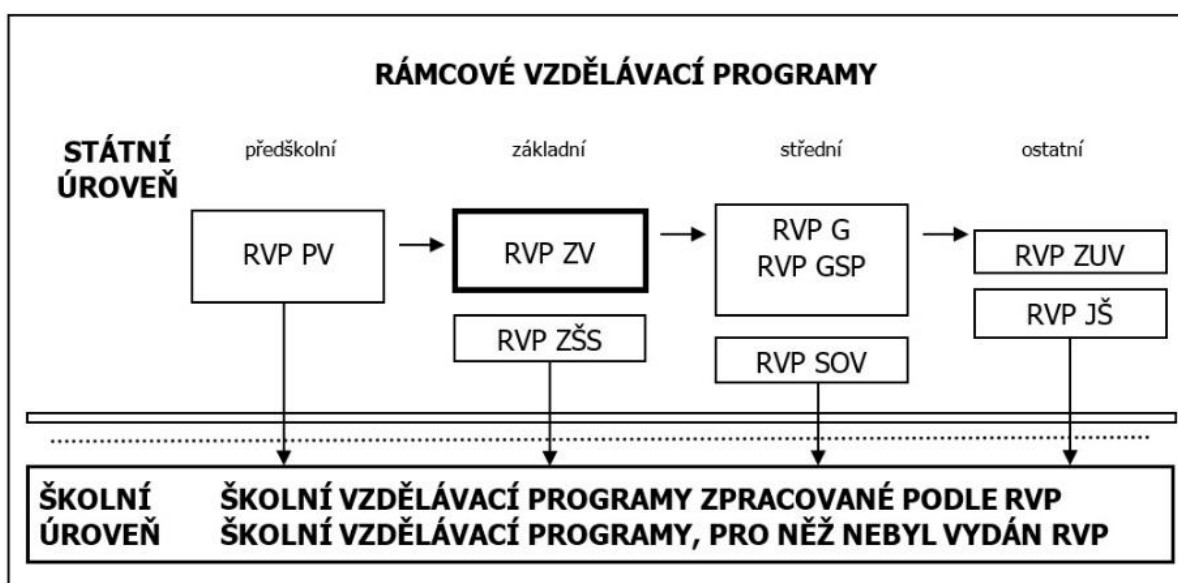 RÁMCOVÉ VZDĚLÁVACÍ PROGRAMY
STÁTNÍ
ÚROVEŇ
předškolní
základní
střední
ostatní
RVP PV
RVP ZV
RVP G
RVP GSP
RVP ZUV
RVP ZŠS
RVP SOV
RVP JŠ
ŠKOLNÍ ŠKOLNÍ VZDĚLÁVACÍ PROGRAMY ZPRACOVANÉ PODLE RVP
ÚROVEŇ ŠKOLNÍ VZDĚLÁVACÍ PROGRAMY, PRO NĚŽ NEBYL VYDÁN RVP